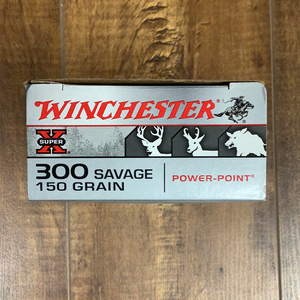 WINCHESTER
SUPER
X
300 SAVAGE
150 GRAIN
POWER-POINT®